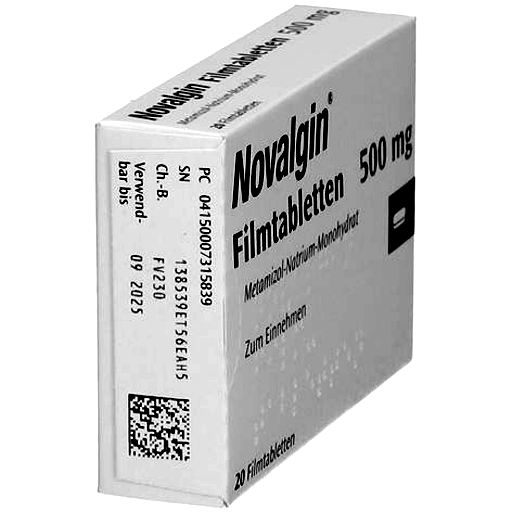 Novalgin Filmtabletten 500 mg
Metamizol-Natrium-Monohydrat
20 Filmtabletten
Novalgin®
Filmtabletten 500 mg
Metamizol-Natrium-Monohydrat
Zum Einnehmen
20 Filmtabletten
PC 04150007315839
SN 138539ET56EAH5
Ch.-B. FV230
Verwend-
bar bis 09 2025